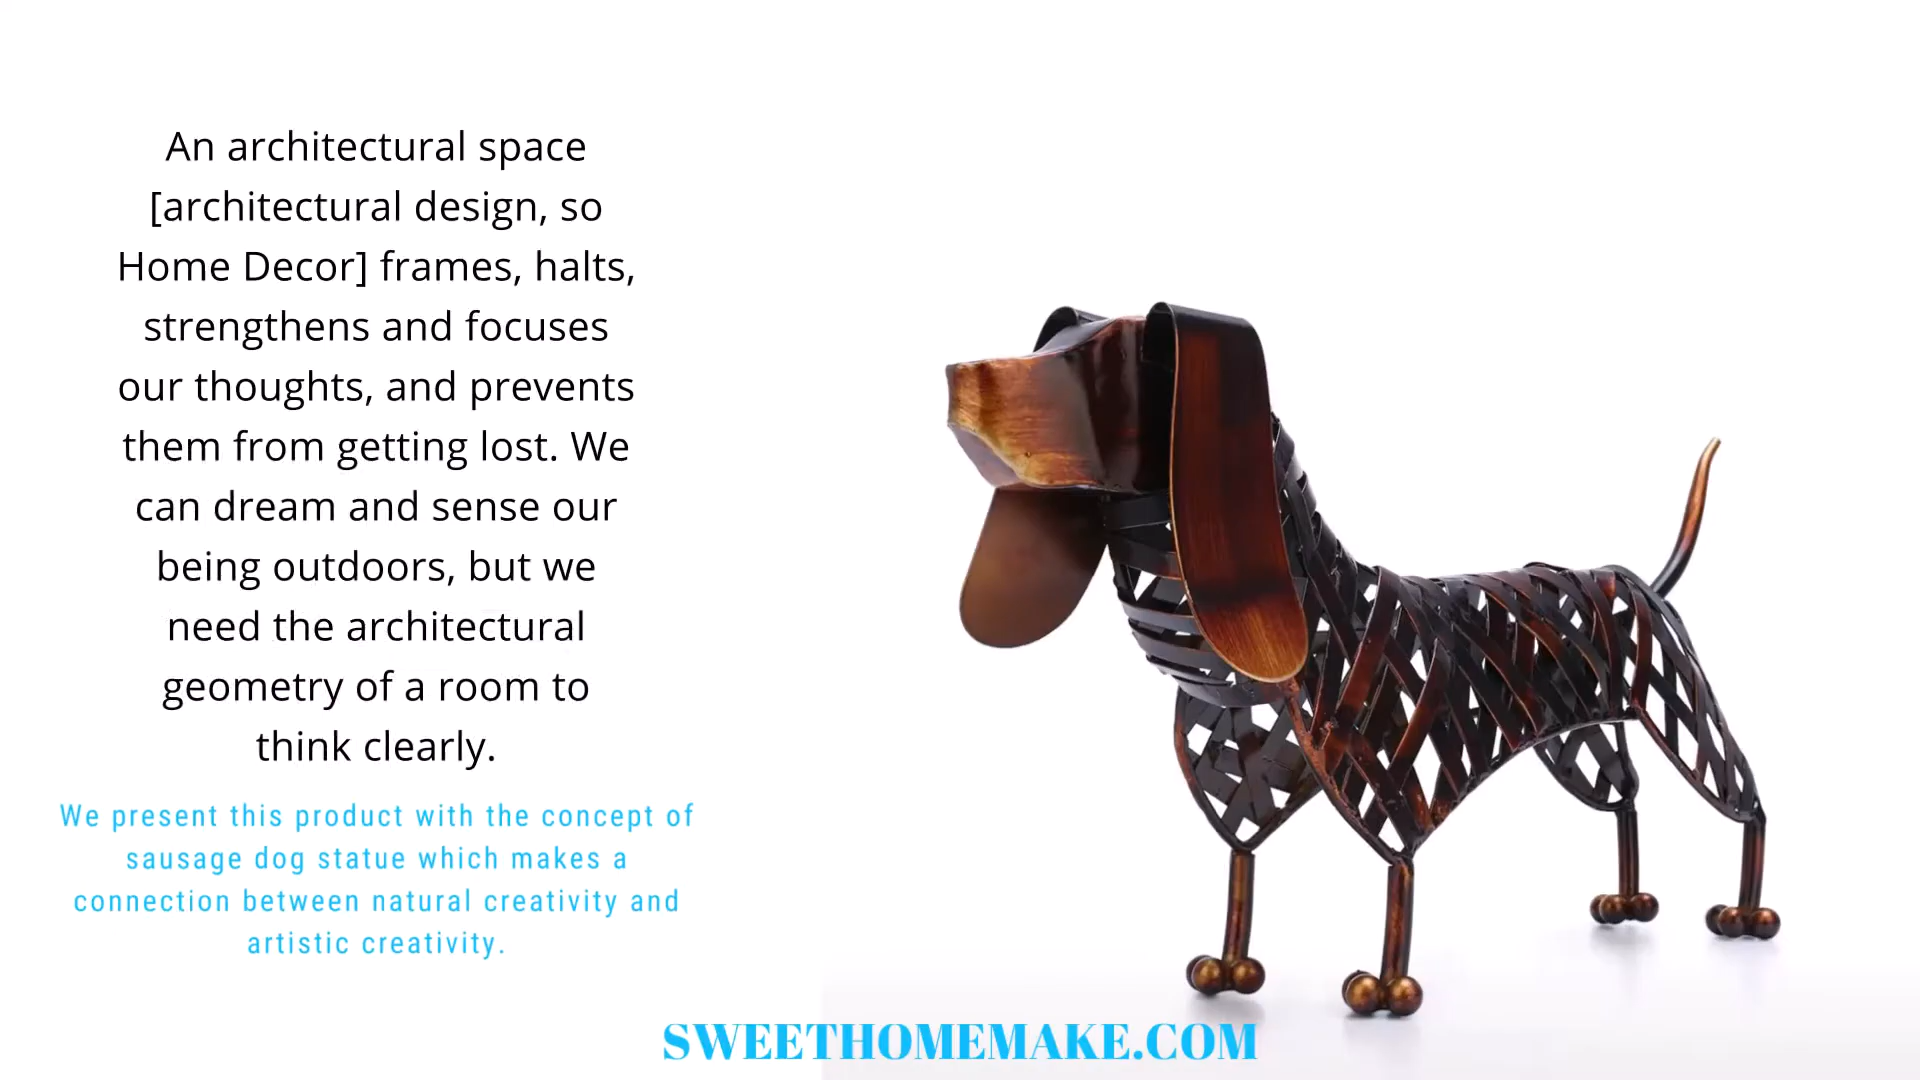 An architectural space
[architectural design, so
Home Decor] frames, halts,
strengthens and focuses
our thoughts, and prevents
them from getting lost. We
can dream and sense our
being outdoors, but we
need the architectural
geometry of a room to
think clearly.
We present this product with the concept of
sausage dog statue which makes a
connection between natural creativity and
artistic creativity.
SWEETHOMEMAKE.COM